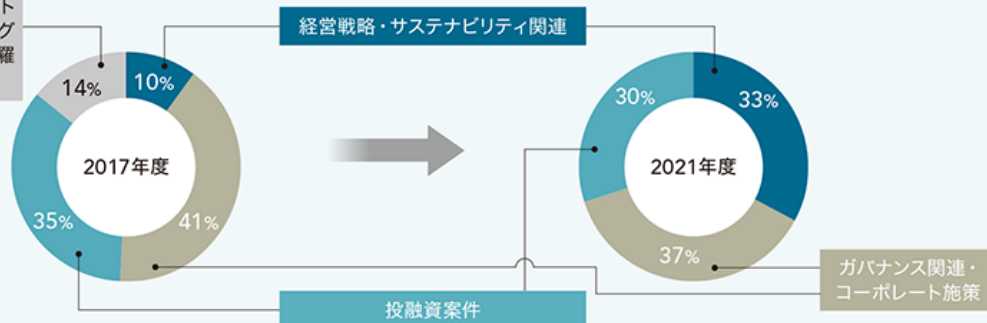 ト
グ
羅
経営戦略・サステナビリティ関連
14%
10%
35%
41%
2017年度
30%
33%
37%
2021年度
投融資案件
ガバナンス関連・
コーポレート施策